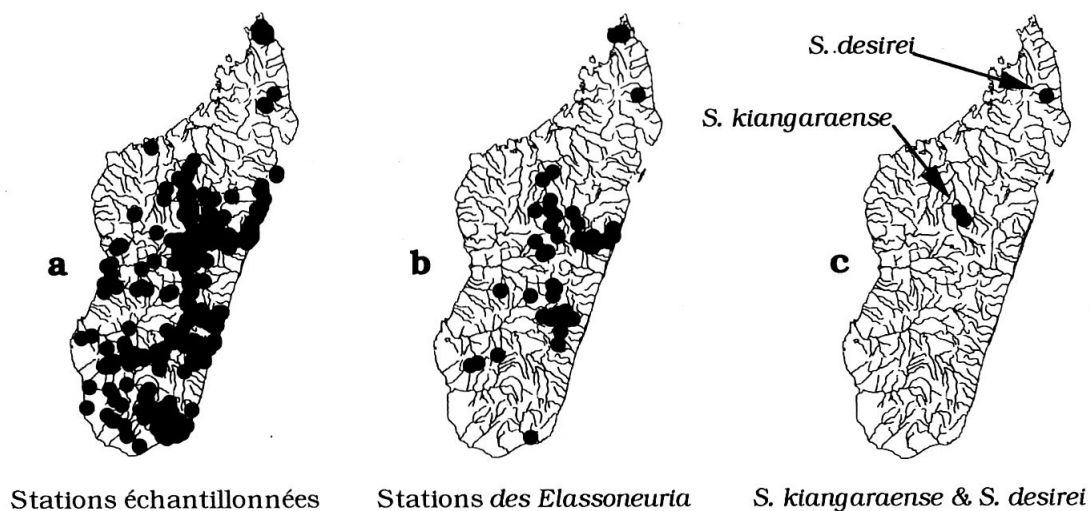 S. desirei
S. kiangaraense
a
b
c
Stations échantillonnées
Stations des Elassoneuria
S. kiangaraense & S. desirei